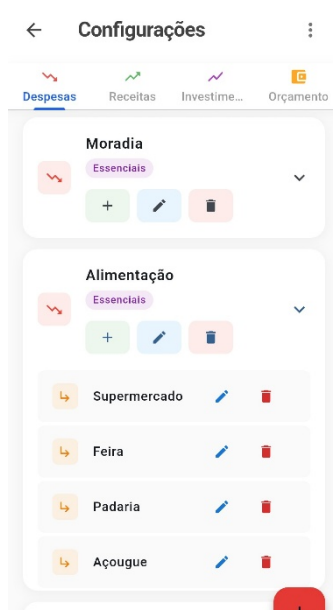 Configurações
Despesas Receitas Investime... Orçamento
Moradia
Essenciais
Alimentação
Essenciais
Supermercado
Feira
Padaria
Açougue